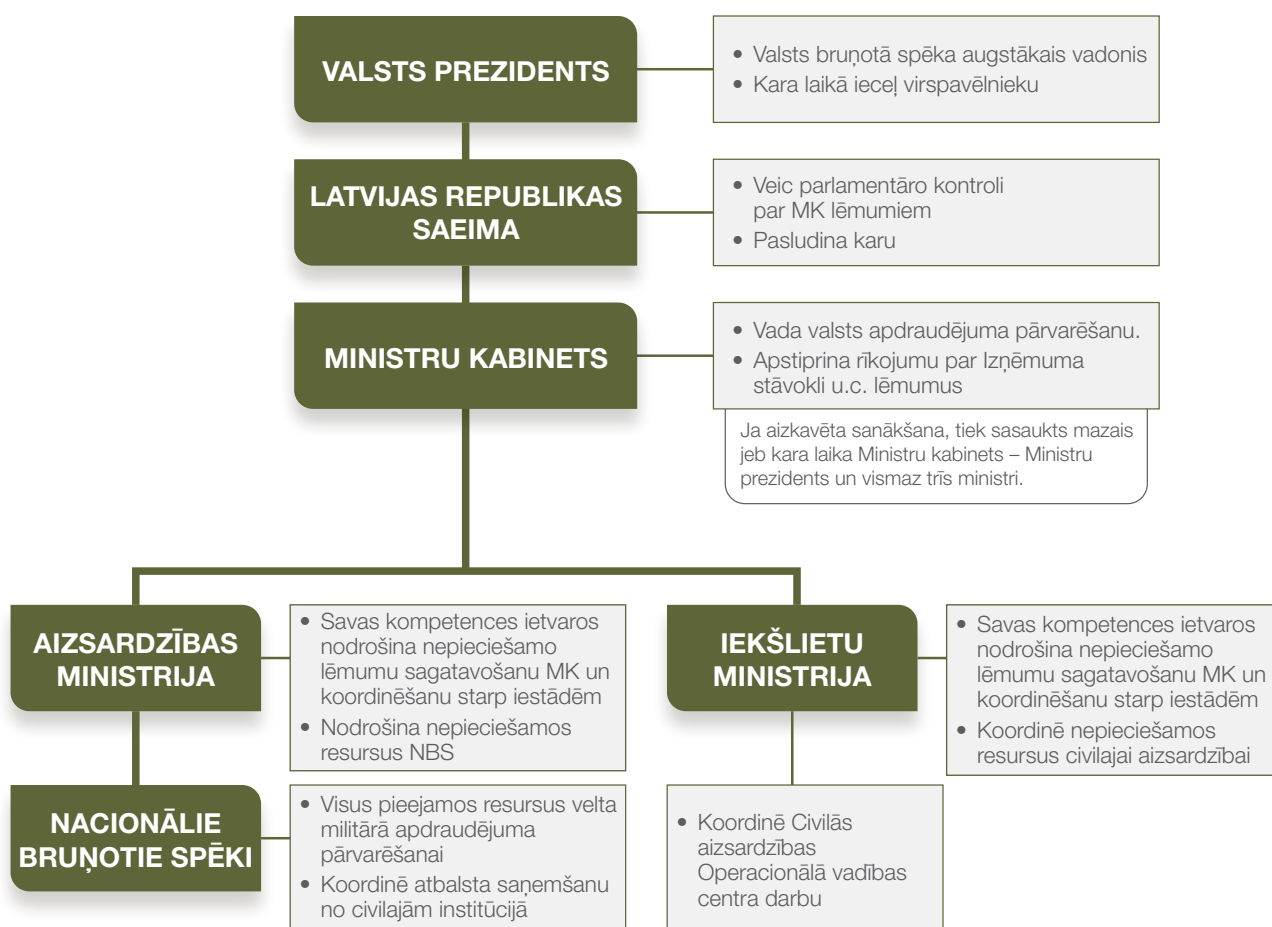 VALSTS PREZIDENTS
• Valsts bruņotā spēka augstākais vadonis
• Kara laikā ieceļ virspavēlnieku
LATVIJAS REPUBLIKAS
SAEIMA
• Veic parlamentāro kontroli
par MK lēmumiem
• Pasludina karu
MINISTRU KABINETS
• Vada valsts apdraudējuma pārvarēšanu.
• Apstiprina rīkojumu par Izņēmuma
stāvokli u.c. lēmumus
Ja aizkavēta sanākšana, tiek sasaukts mazais
jeb kara laika Ministru kabinets – Ministru
prezidents un vismaz trīs ministri.
AIZSARDZĪBAS
MINISTRIJA
• Savas kompetences ietvaros
nodrošina nepieciešamo
lēmumu sagatavošanu MK un
koordinēšanu starp iestādēm
• Nodrošina nepieciešamos
resursus NBS
IEKŠLIETU
MINISTRIJA
• Savas kompetences ietvaros
nodrošina nepieciešamo
lēmumu sagatavošanu MK un
koordinēšanu starp iestādēm
• Koordinē nepieciešamos
resursus civilajai aizsardzībai
NACIONĀLIE
BRUŅOTIE SPĒKI
• Visus pieejamos resursus velta
militārā apdraudējuma
pārvarēšanai
• Koordinē atbalsta saņemšanu
no civilajām institūcijā
• Koordinē Civilās
aizsardzības
Operacionālā vadības
centra darbu